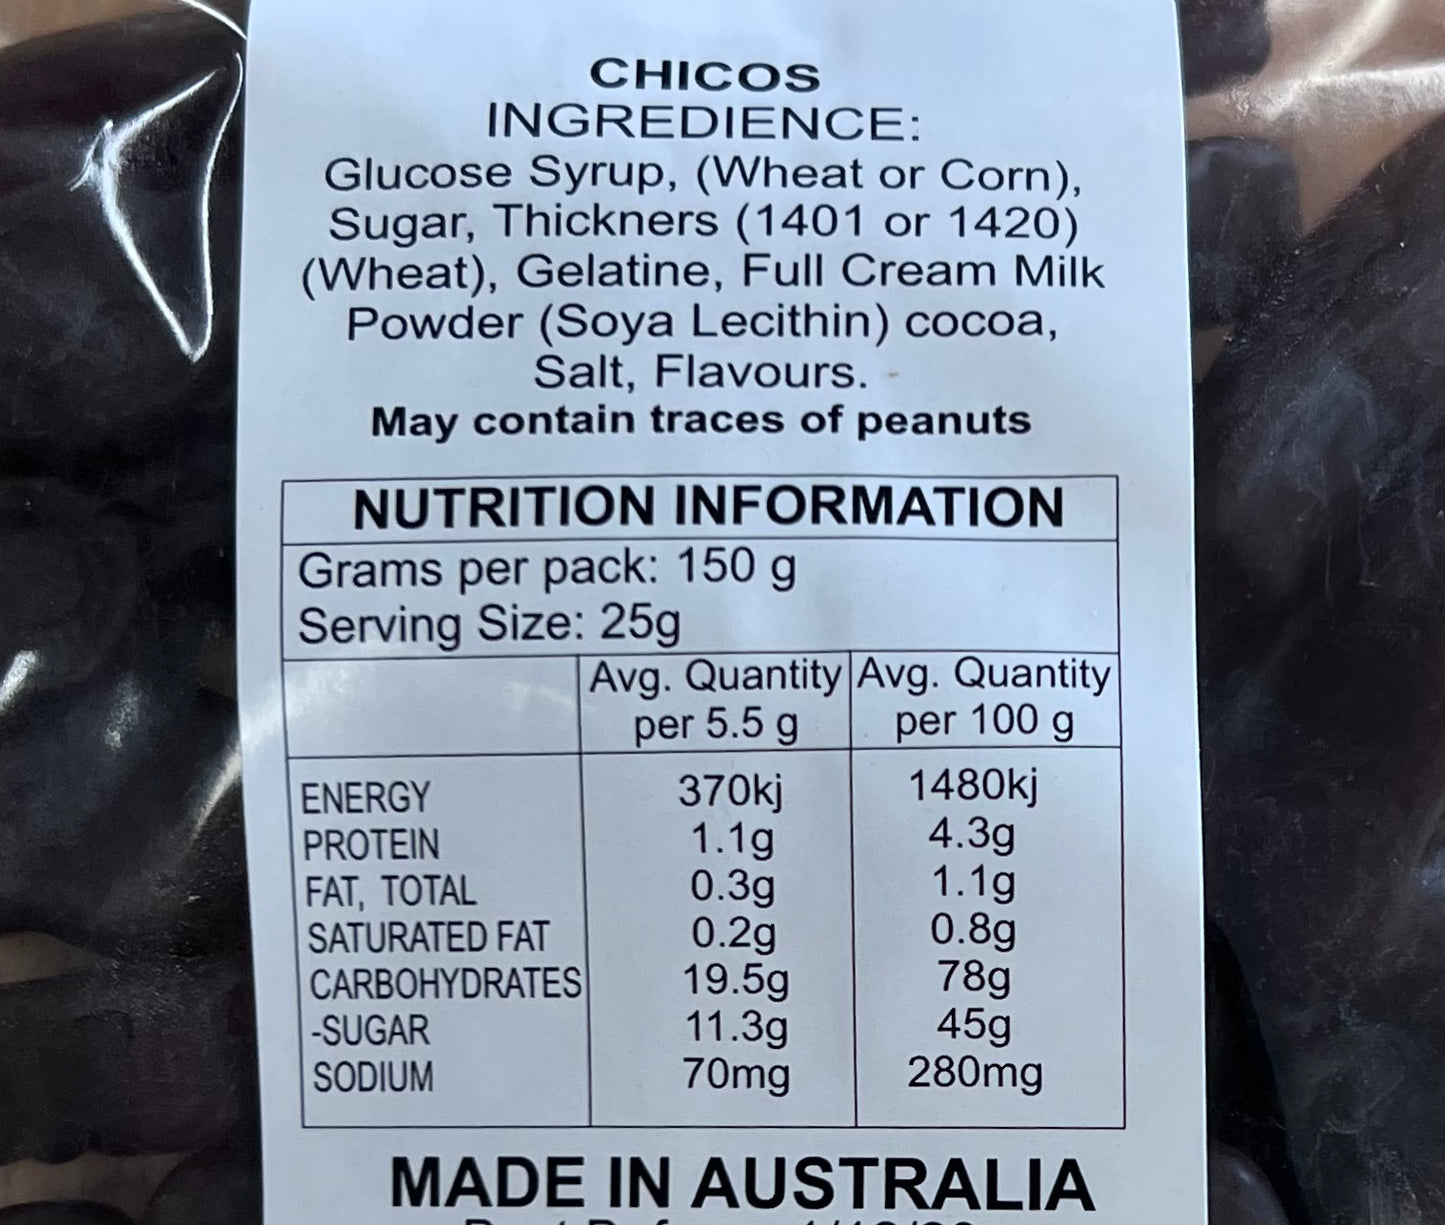 CHICOS
INGREDIENCE:
Glucose Syrup, (Wheat or Corn),
Sugar, Thickners (1401 or 1420)
(Wheat), Gelatine, Full Cream Milk
Powder (Soya Lecithin) cocoa,
Salt, Flavours.
May contain traces of peanuts
NUTRITION INFORMATION
Grams per pack: 150 g
Serving Size: 25g
Avg. Quantity Avg. Quantity
per 5.5 g per 100 g
ENERGY 370kj 1480kj
PROTEIN 1.1g 4.3g
FAT, TOTAL 0.3g 1.1g
SATURATED FAT 0.2g 0.8g
CARBOHYDRATES 19.5g 78g
-SUGAR 11.3g 45g
SODIUM 70mg 280mg
MADE IN AUSTRALIA